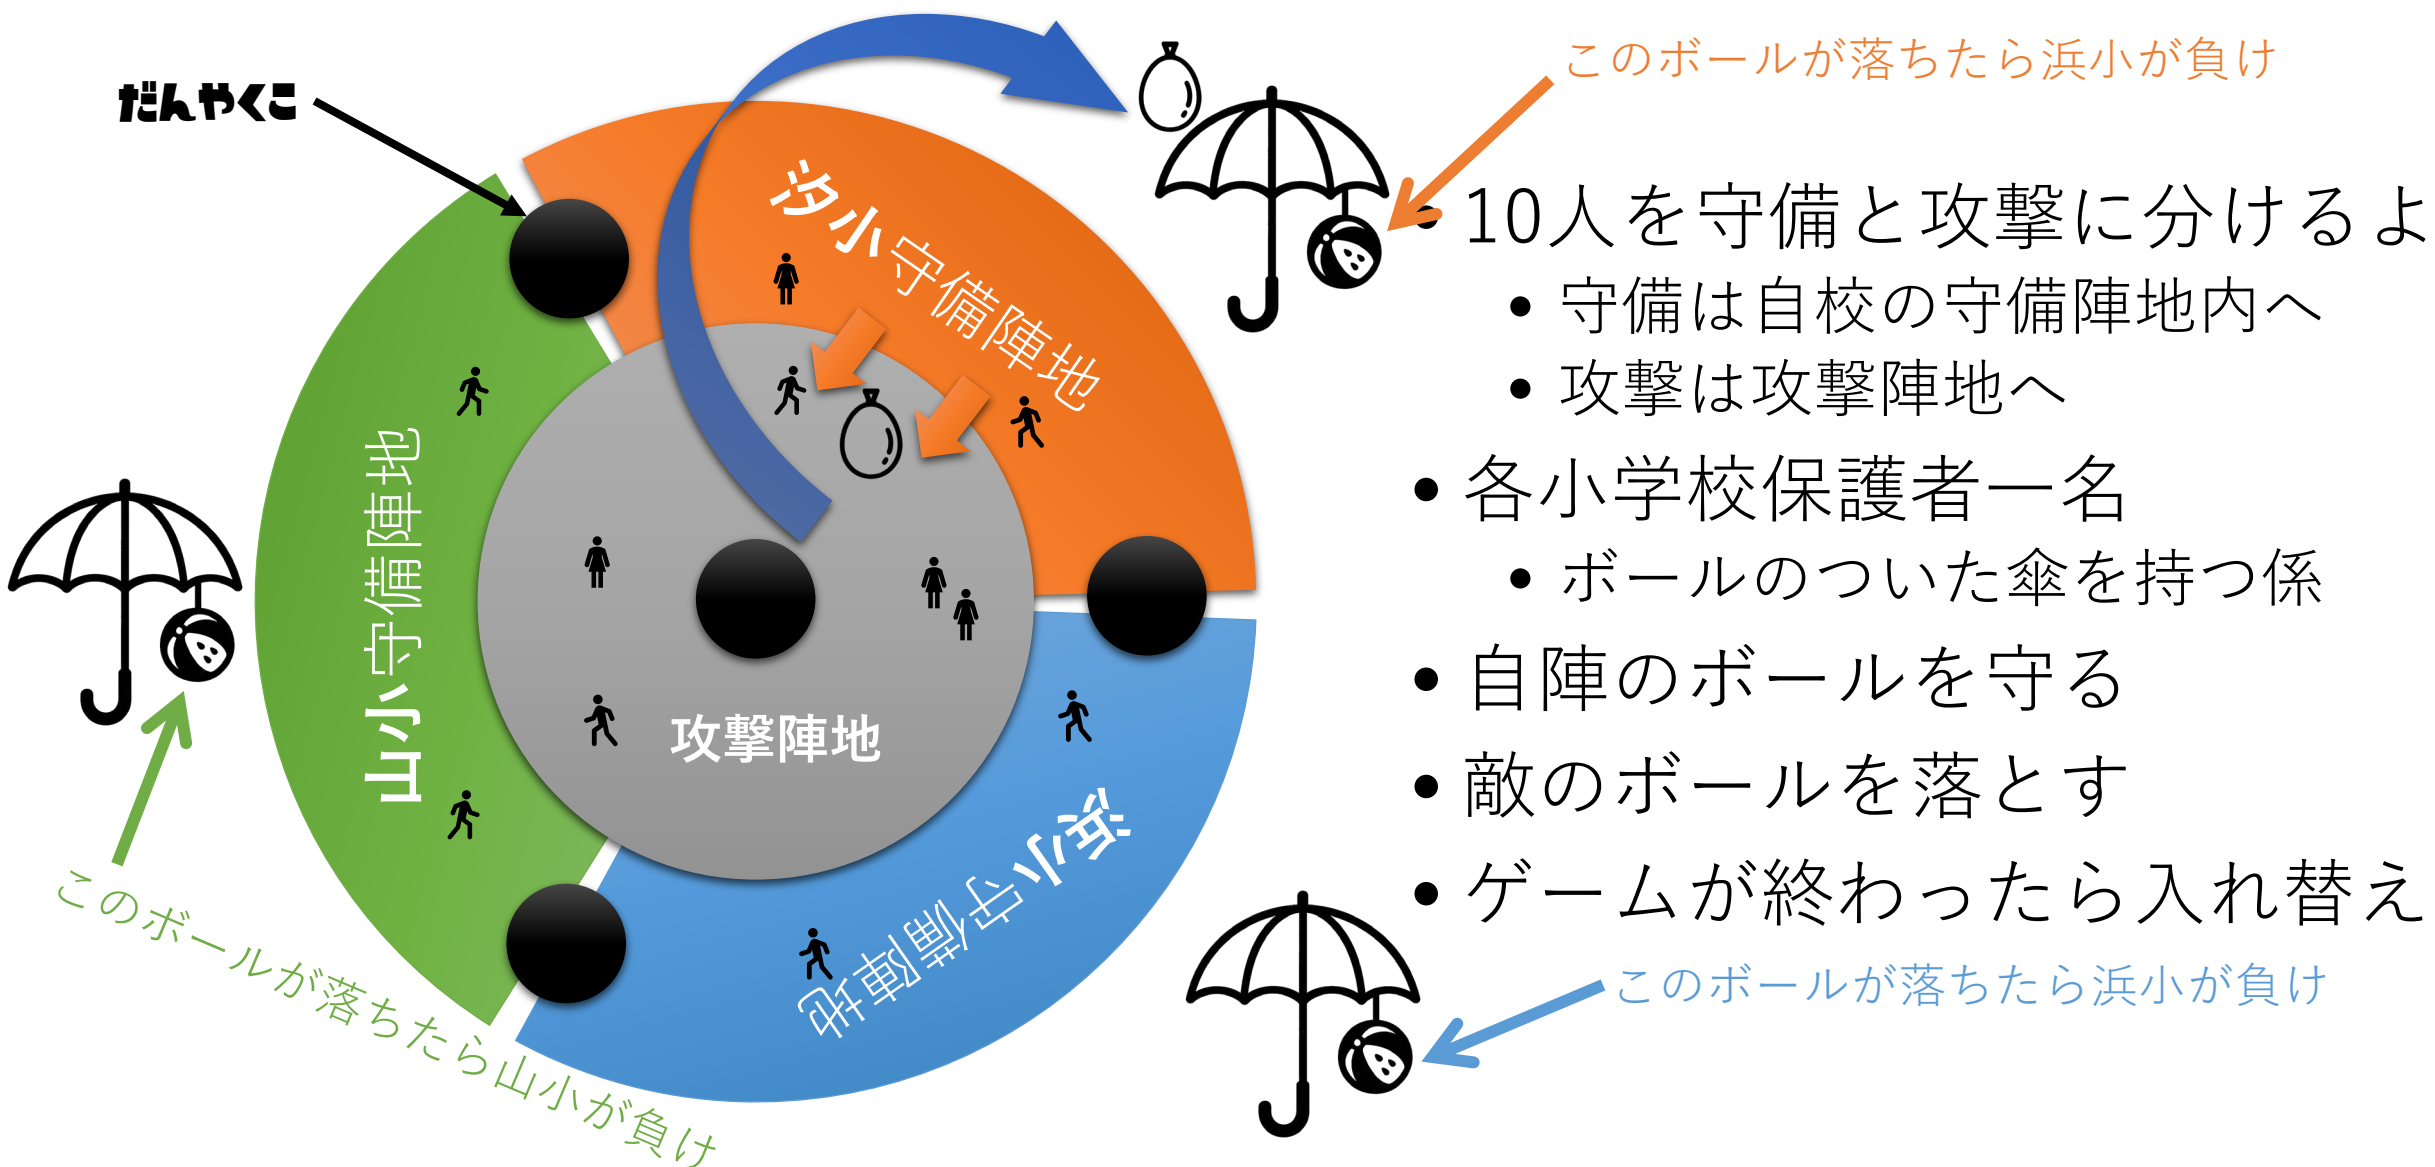 だんやくこ
このボールが落ちたら浜小が負け
汐小守備陣地
山小守備陣地
攻撃陣地
浜小守備陣地
このボールが落ちたら山小が負け
• 10人を守備と攻撃に分けるよ
• 守備は自校の守備陣地内へ
• 攻撃は攻撃陣地へ
• 各小学校保護者一名
• ボールのついた傘を持つ係
• 自陣のボールを守る
• 敵のボールを落とす
• ゲームが終わったら入れ替え
このボールが落ちたら浜小が負け